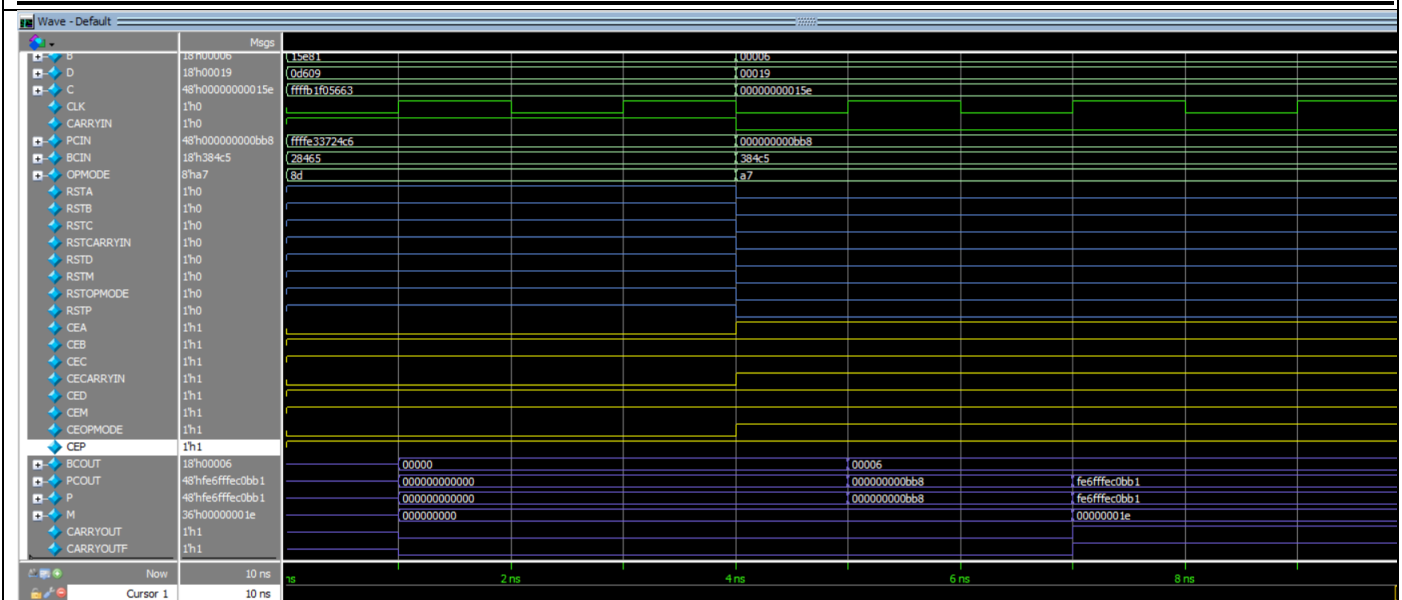 Wave - Default
Msgs
B 18'h00006 15e81 00006
D 18'h00019 0d609 00019
C 48'h00000000015e ffffb1f05663 00000000015e
CLK 1'h0
CARRYIN 1'h0
PCIN 48'h000000000bb8 ffffe33724c6 000000000bb8
BCIN 18'h384c5 28465 384c5
OPMODE 8'ha7 8d a7
RSTA 1'h0
RSTB 1'h0
RSTC 1'h0
RSTCARRYIN 1'h0
RSTD 1'h0
RSTM 1'h0
RSTOPMODE 1'h0
RSTP 1'h0
CEA 1'h1
CEB 1'h1
CEC 1'h1
CECARRYIN 1'h1
CED 1'h1
CEM 1'h1
CEOPMODE 1'h1
CEP 1'h1
BCOUT 18'h00006 00000 00006
PCOUT 48'hfe6fffec0bb1 000000000000 000000000bb8 fe6fffec0bb1
P 48'hfe6fffec0bb1 000000000000 000000000bb8 fe6fffec0bb1
M 36'h00000001e 000000000 00000001e
CARRYOUT 1'h1
CARRYOUTF 1'h1
Now 10 ns ns 2 ns 4 ns 6 ns 8 ns
Cursor 1 10 ns